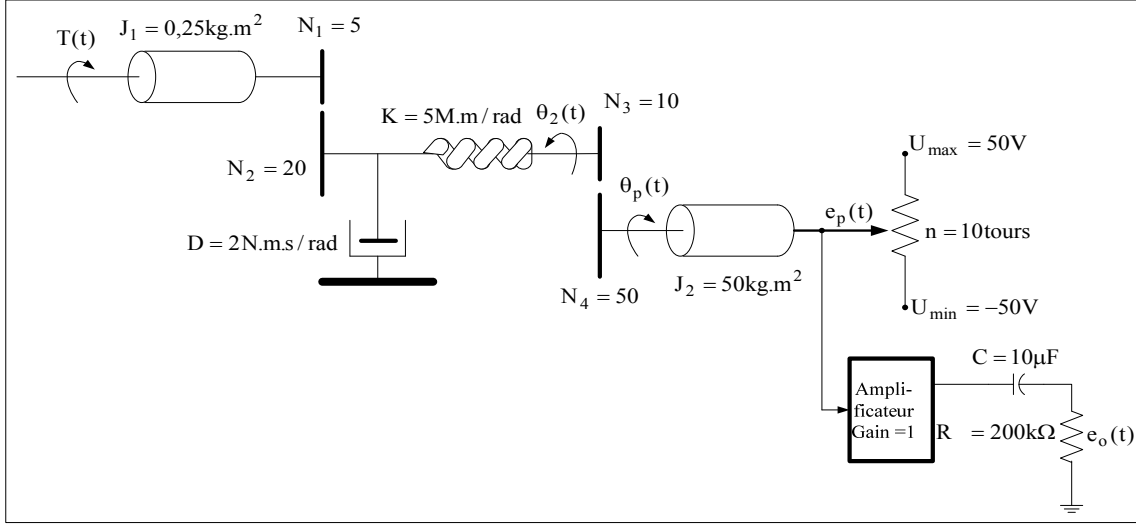 J₁ = 0,25kg.m²
N₁ = 5
T(t)
K = 5M.m / rad
θ₂(t)
N₃ = 10
N₂ = 20
U_max = 50V
θ_p(t)
e_p(t)
n = 10tours
D = 2N.m.s / rad
J₂ = 50kg.m²
N₄ = 50
U_min = −50V
C = 10µF
Ampli-
ficateur
Gain =1
R = 200kΩ
e_o(t)